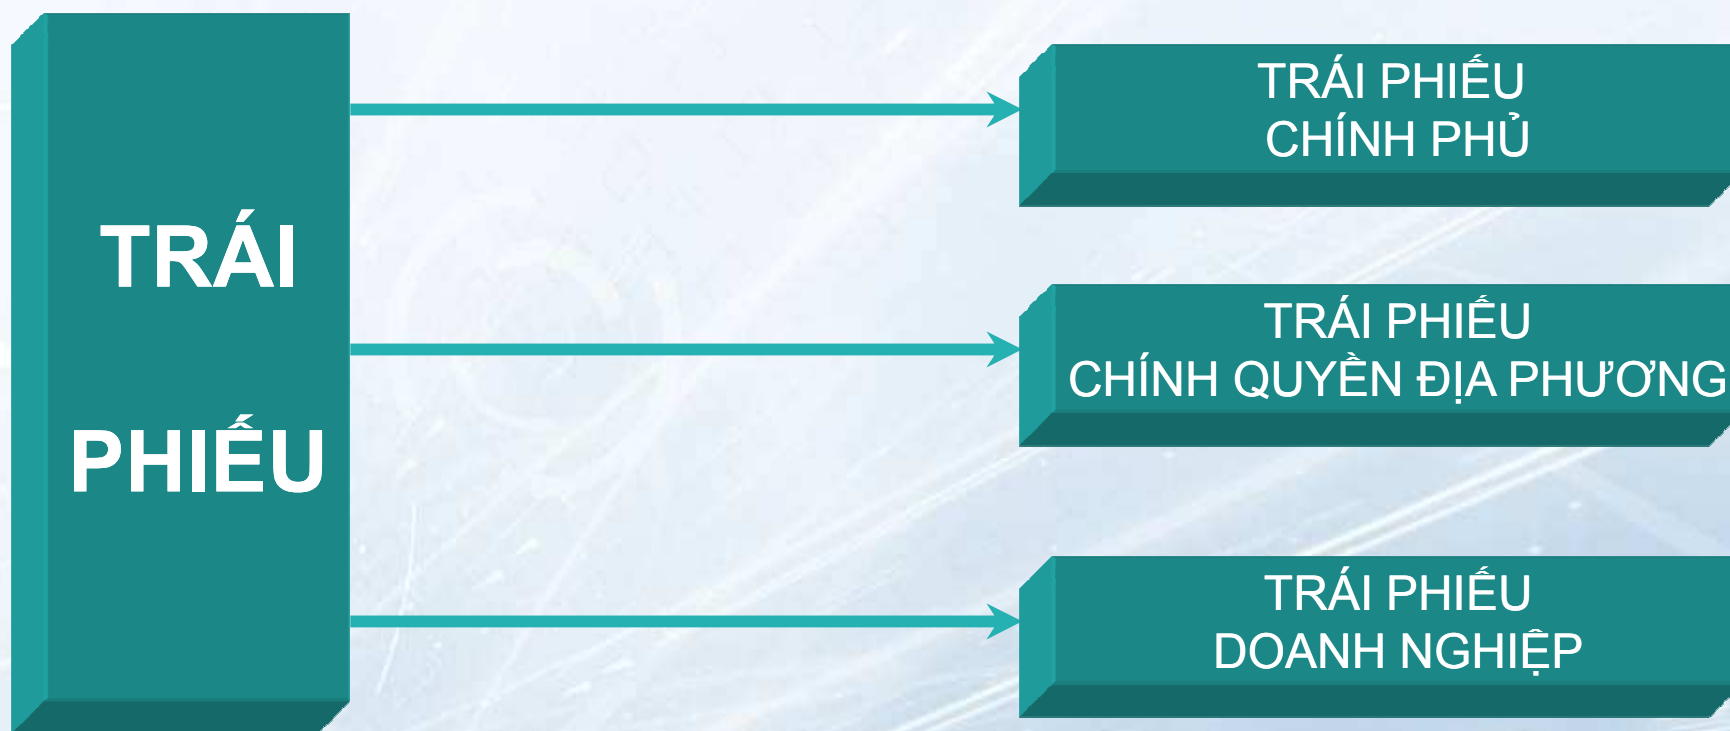 TRÁI
PHIẾU
TRÁI PHIẾU
CHÍNH PHỦ
TRÁI PHIẾU
CHÍNH QUYỀN ĐỊA PHƯƠNG
TRÁI PHIẾU
DOANH NGHIỆP